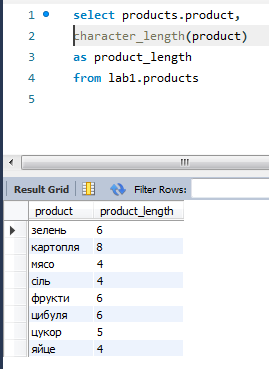 1 select products.product,
2 character_length(product)
3 as product_length
4 from lab1.products
5
Result Grid Filter Rows:
product product_length
зелень 6
картопля 8
мясо 4
сіль 4
фрукти 6
цибуля 6
цукор 5
яйце 4